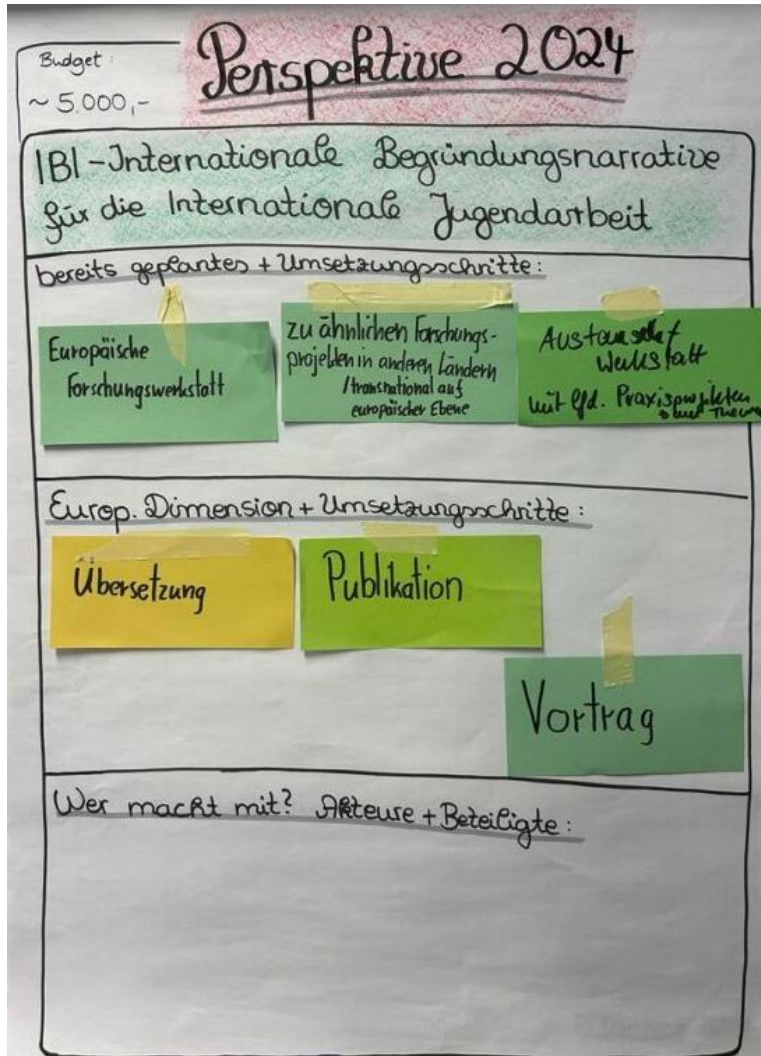 Budget:
~ 5.000,-
Perspektive 2024
IBI-Internationale Begründungsnarrative
für die Internationale Jugendarbeit
bereits geplantes + Umsetzungsschritte:
Europäische
Forschungswerkstatt
zu ähnlichen Forschungs-
projekten in anderen Ländern
/transnational auf
europäischer Ebene
Werkstatt
mit lfd. Praxisprojekten
Europ. Dimension + Umsetzungsschritte:
Übersetzung
Publikation
Vortrag
Wer macht mit? Akteure + Beteiligte: